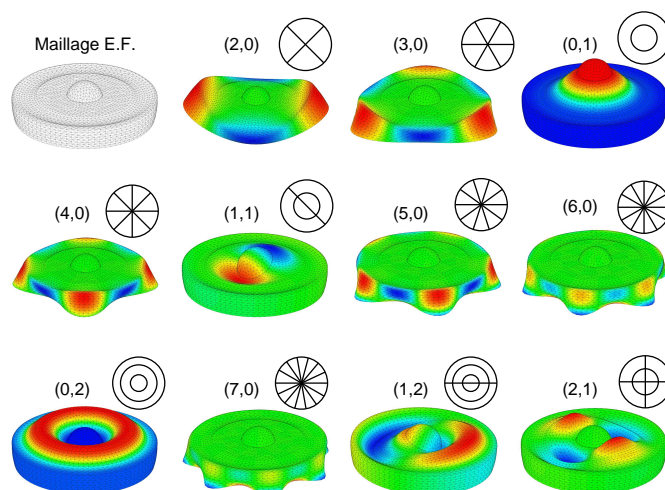 Maillage E.F. (2,0) (3,0) (0,1)
(4,0) (1,1) (5,0) (6,0)
(0,2) (7,0) (1,2) (2,1)